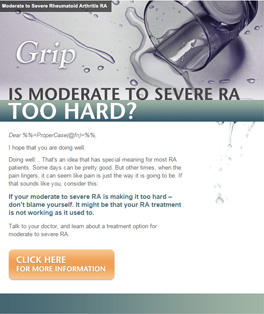 Moderate to Severe Rheumatoid Arthritis RA
Grip
IS MODERATE TO SEVERE RA
TOO HARD?
Dear %%=ProperCase(@fn)=%%,
I hope that you are doing well.
Doing well... That's an idea that has special meaning for most RA
patients. Some days can be pretty good. But other times, when the
pain lingers, it can seem like pain is just the way it is going to be. If
that sounds like you, consider this:
If your moderate to severe RA is making it too hard –
don't blame yourself. It might be that your RA treatment
is not working as it used to.
Talk to your doctor, and learn about a treatment option for
moderate to severe RA.
CLICK HERE
FOR MORE INFORMATION